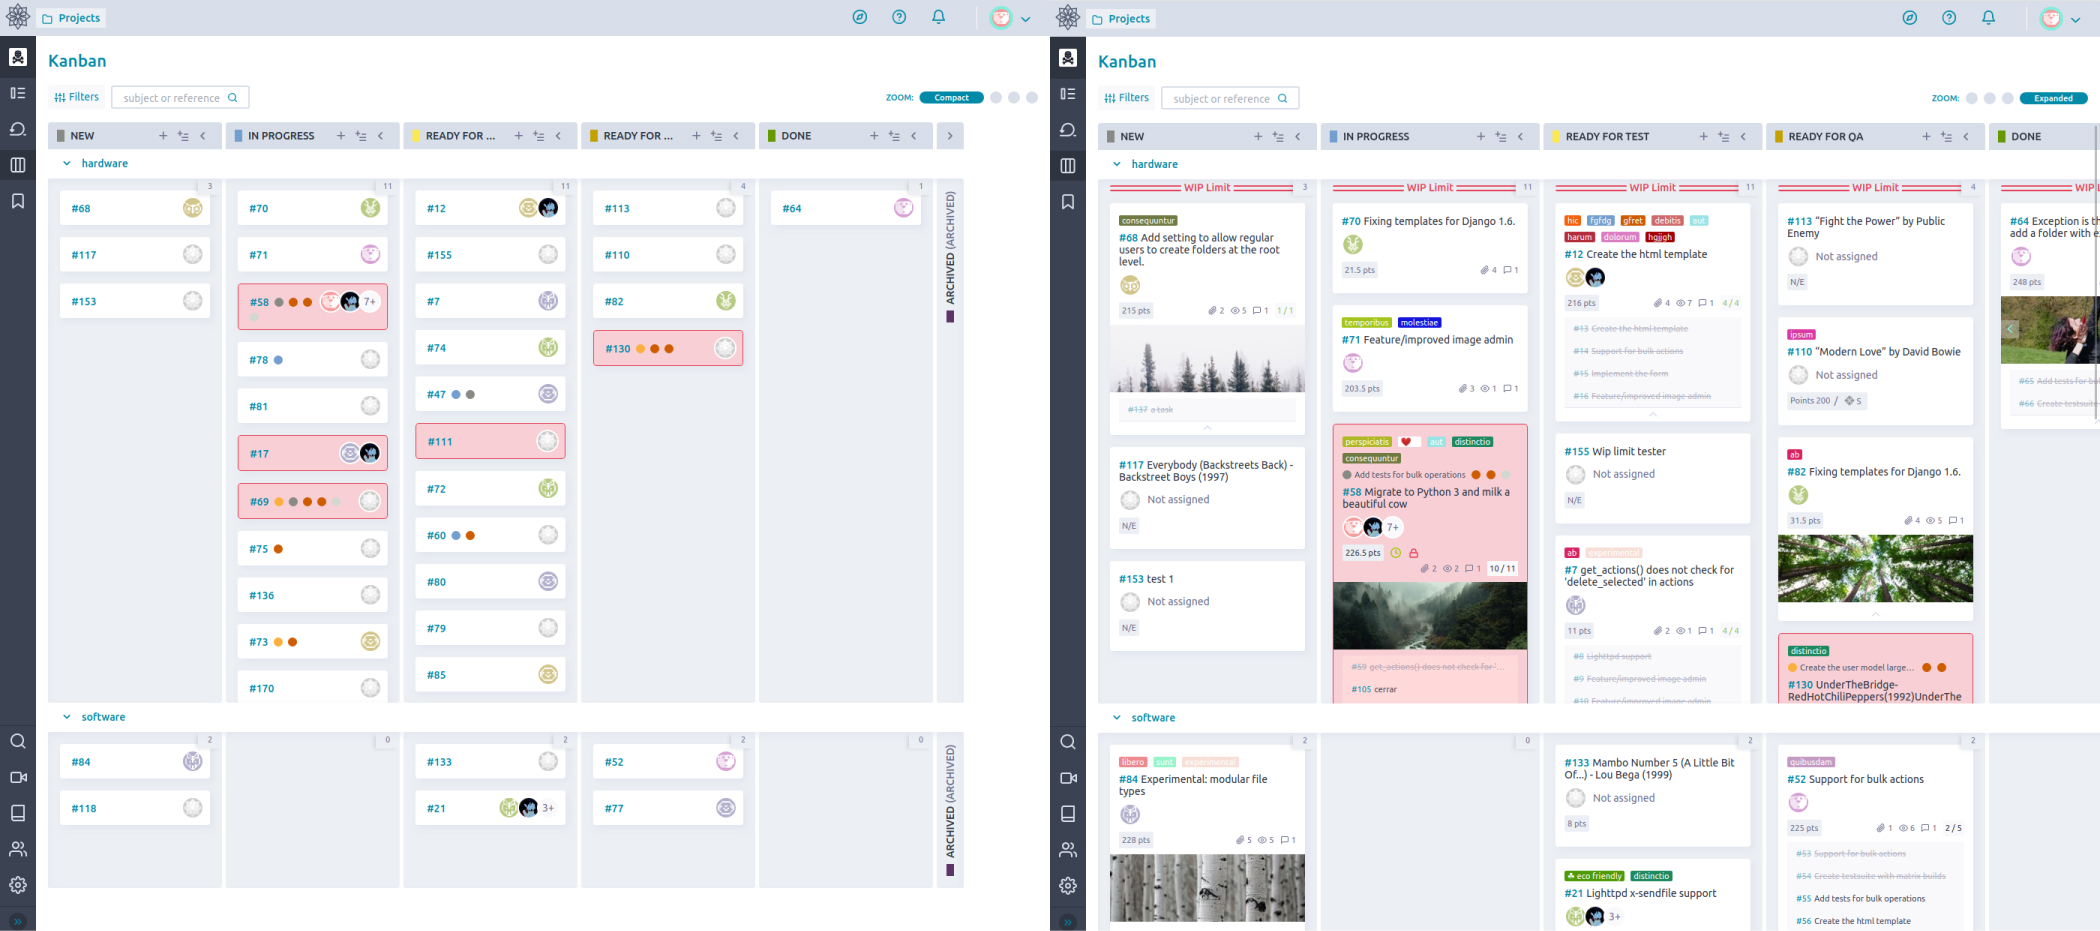 Projects
Kanban
Filters
subject or reference
ZOOM:
Compact
NEW
IN PROGRESS
READY FOR ...
READY FOR ...
DONE
hardware
3
#68
#117
#153
11
#70
#71
#58
7+
#78
#81
#17
#69
#75
#136
#73
#170
11
#12
#155
#7
#74
#47
#111
#72
#60
#80
#79
#85
4
#113
#110
#82
#130
1
#64
ARCHIVED (ARCHIVED)
software
2
#84
#118
0
2
#133
#21
3+
2
#52
#77
0
ARCHIVED (ARCHIVED)
Projects
Kanban
Filters
subject or reference
ZOOM:
Expanded
NEW
IN PROGRESS
READY FOR TEST
READY FOR QA
DONE
hardware
WIP Limit
3
consequuntur
#68 Add setting to allow regular
users to create folders at the root
level.
215 pts
2 5 1 1/1
#137 a task
#117 Everybody (Backstreets Back) -
Backstreet Boys (1997)
Not assigned
N/E
#153 test 1
Not assigned
N/E
WIP Limit
11
#70 Fixing templates for Django 1.6.
21.5 pts
4 1
temporibus molestiae
#71 Feature/improved image admin
203.5 pts
3 1 1
perspiciatis aut distinctio
consequuntur
Add tests for bulk operations
#58 Migrate to Python 3 and milk a
beautiful cow
7+
226.5 pts
2 2 1 10/11
#59 get_actions() does not check for '...
#105 cerrar
WIP Limit
11
hic fgfdg gfret debitis aut
harum dolorum hgjjgh
#12 Create the html template
216 pts
4 7 1 4/4
#13 Create the html template
#14 Support for bulk actions
#15 Implement the form
#16 Feature/improved image admin
#155 Wip limit tester
Not assigned
N/E
ab experimental
#7 get_actions() does not check for
'delete_selected' in actions
11 pts
2 1 1 4/4
#8 Lighttpd support
#9 Feature/improved image admin
#10 Feature/improved image admin
WIP Limit
4
#113 "Fight the Power" by Public
Enemy
Not assigned
N/E
ipsum
#110 "Modern Love" by David Bowie
Not assigned
Points 200 / 5
ab
#82 Fixing templates for Django 1.6.
31.5 pts
4 5 1
distinctio
Create the user model large...
#130 UnderTheBridge-
RedHotChiliPeppers(1992)UnderThe
WIP L
#64 Exception is th
add a folder with e
248 pts
#65 Add tests for bul
#66 Create testsuite
software
2
libero sunt experimental
#84 Experimental: modular file
types
228 pts
5 5 1
0
2
#133 Mambo Number 5 (A Little Bit
Of...) - Lou Bega (1999)
Not assigned
8 pts
eco friendly distinctio
#21 Lighttpd x-sendfile support
3+
2
quibusdam
#52 Support for bulk actions
225 pts
1 6 1 2/5
#53 Support for bulk actions
#54 Create testsuite with matrix builds
#55 Add tests for bulk operations
#56 Create the html template